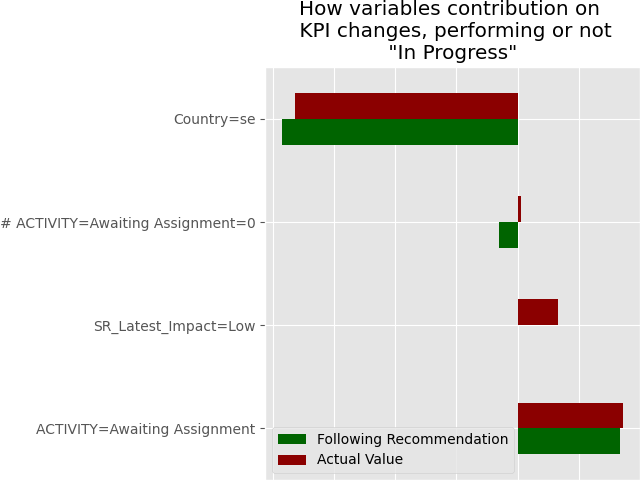 How variables contribution on
KPI changes, performing or not
"In Progress"
Country=se
# ACTIVITY=Awaiting Assignment=0
SR_Latest_Impact=Low
ACTIVITY=Awaiting Assignment
Following Recommendation
Actual Value